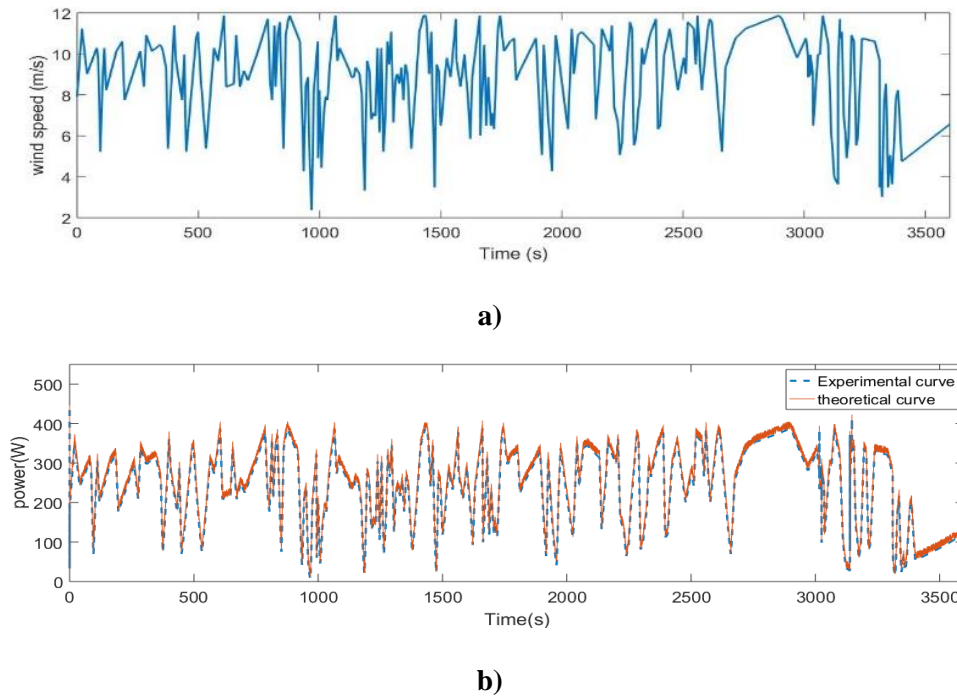 12
10
8
6
4
2
wind speed (m/s)
0 500 1000 1500 2000 2500 3000 3500
Time (s)
a)
500
400
300
200
100
0
power(W)
Experimental curve
theoretical curve
0 500 1000 1500 2000 2500 3000 3500
Time(s)
b)